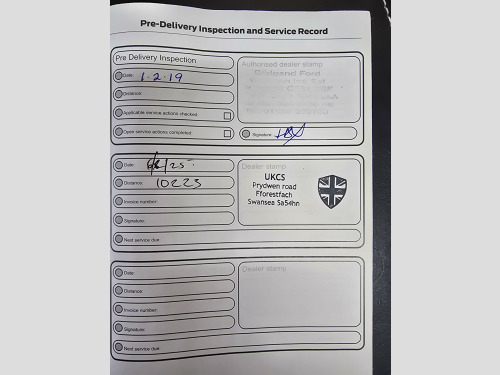 Pre-Delivery Inspection and Service Record
Pre Delivery Inspection
Date: 1-2-19
Distance:
Applicable service actions checked
Open service actions completed
Authorised dealer stamp
Ford
Signature
Date: /25
Distance: 10223
Invoice number:
Signature:
Next service due
Dealer stamp
UKCS
Prydwen road
Fforestfach
Swansea Sa54hn
Date:
Distance:
Invoice number:
Signature:
Next service due
Dealer stamp